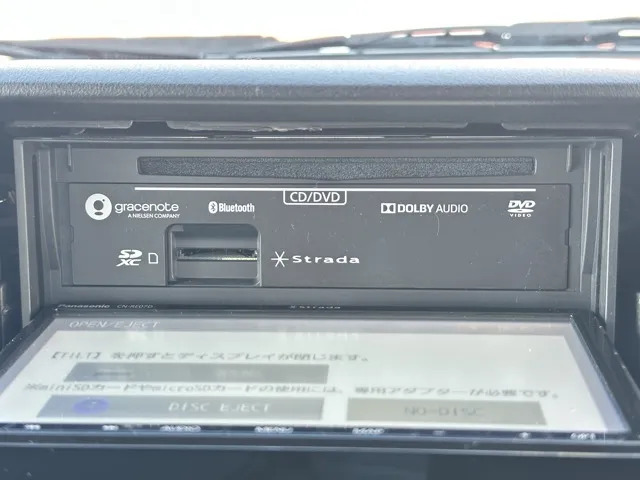 CD/DVD
gracenote
A NIELSEN COMPANY
Bluetooth
DOLBY AUDIO
DVD
VIDEO
SD
XC
Strada
Panasonic
Strada
OPEN/EJECT
[TILT] を押すとディスプレイが閉じます。
※miniSDカードやmicroSDカードの使用には、専用アダプターが必要です。
DISC EJECT
NO-DISC